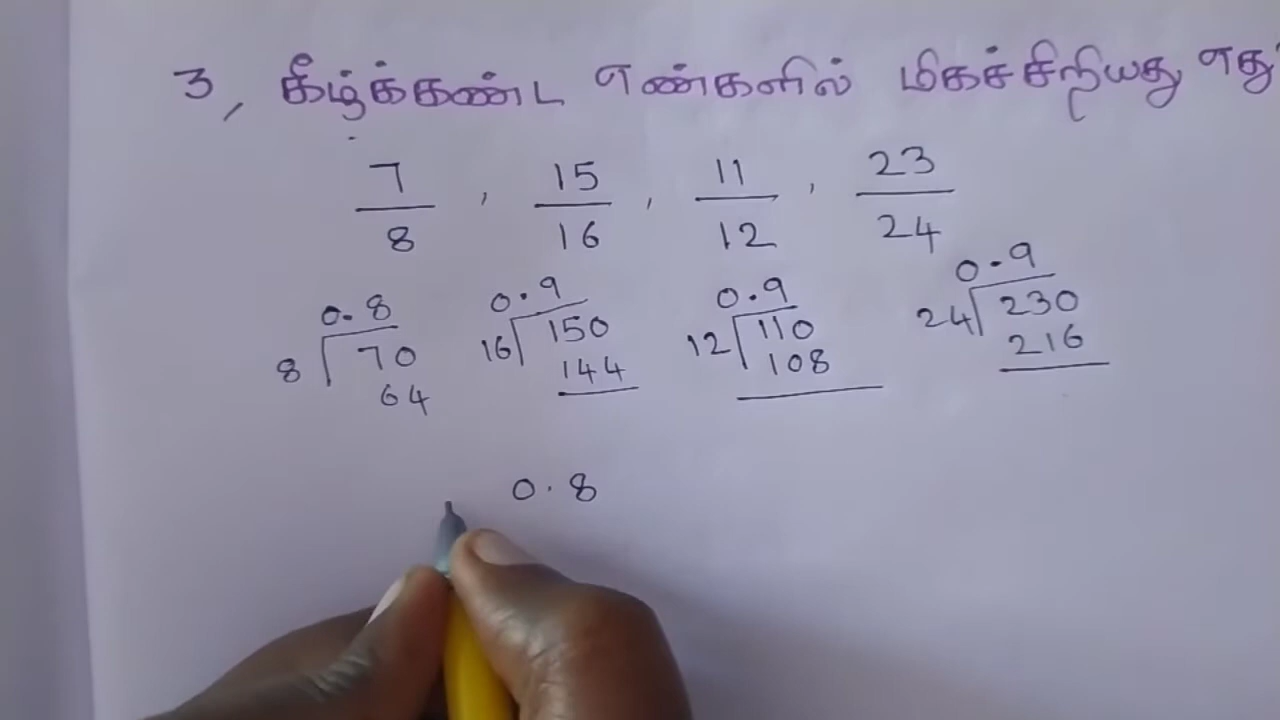 3, கீழ்க்கண்ட எண்களில் மிகச்சிறியது எது?
7/8 , 15/16 , 11/12 , 23/24
0.8 0.9 0.9 0.9
8 70 16 150 12 110 24 230
64 144 108 216
0.8